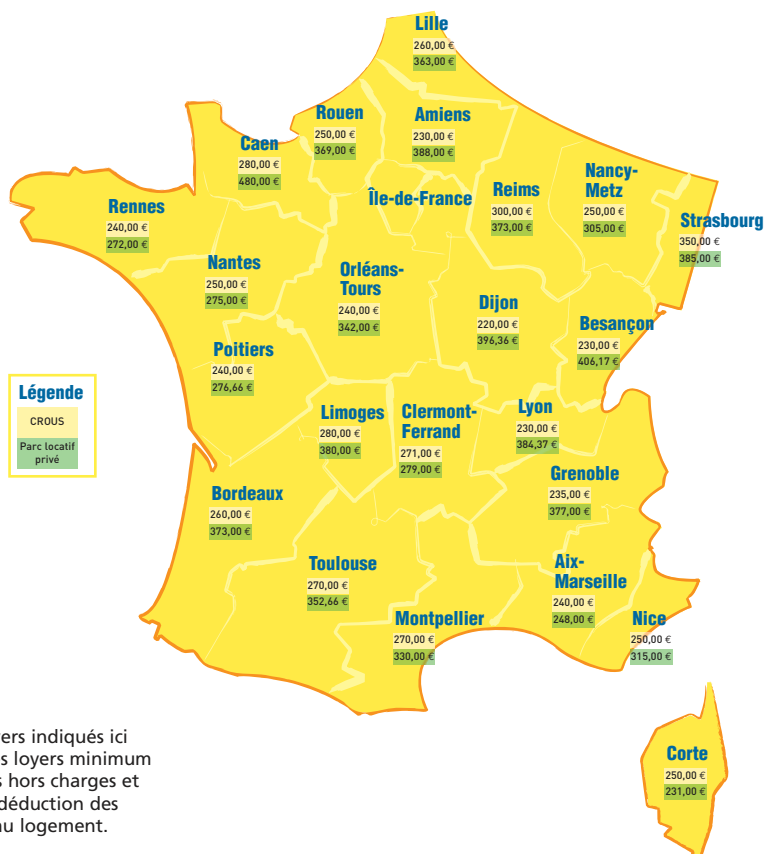 Lille
260,00 €
363,00 €
Rouen
250,00 €
369,00 €
Amiens
230,00 €
388,00 €
Caen
280,00 €
480,00 €
Île-de-France
Reims
300,00 €
373,00 €
Nancy-
Metz
250,00 €
305,00 €
Strasbourg
350,00 €
385,00 €
Rennes
240,00 €
272,00 €
Nantes
250,00 €
275,00 €
Orléans-
Tours
240,00 €
342,00 €
Dijon
220,00 €
396,36 €
Besançon
230,00 €
406,17 €
Poitiers
240,00 €
276,66 €
Légende
CROUS
Parc locatif
privé
Limoges
280,00 €
380,00 €
Clermont-
Ferrand
271,00 €
279,00 €
Lyon
230,00 €
384,37 €
Grenoble
235,00 €
377,00 €
Bordeaux
260,00 €
373,00 €
Toulouse
270,00 €
352,66 €
Aix-
Marseille
240,00 €
248,00 €
Montpellier
270,00 €
330,00 €
Nice
250,00 €
315,00 €
Corte
250,00 €
231,00 €
ers indiqués ici
s loyers minimum
s hors charges et
déduction des
u logement.